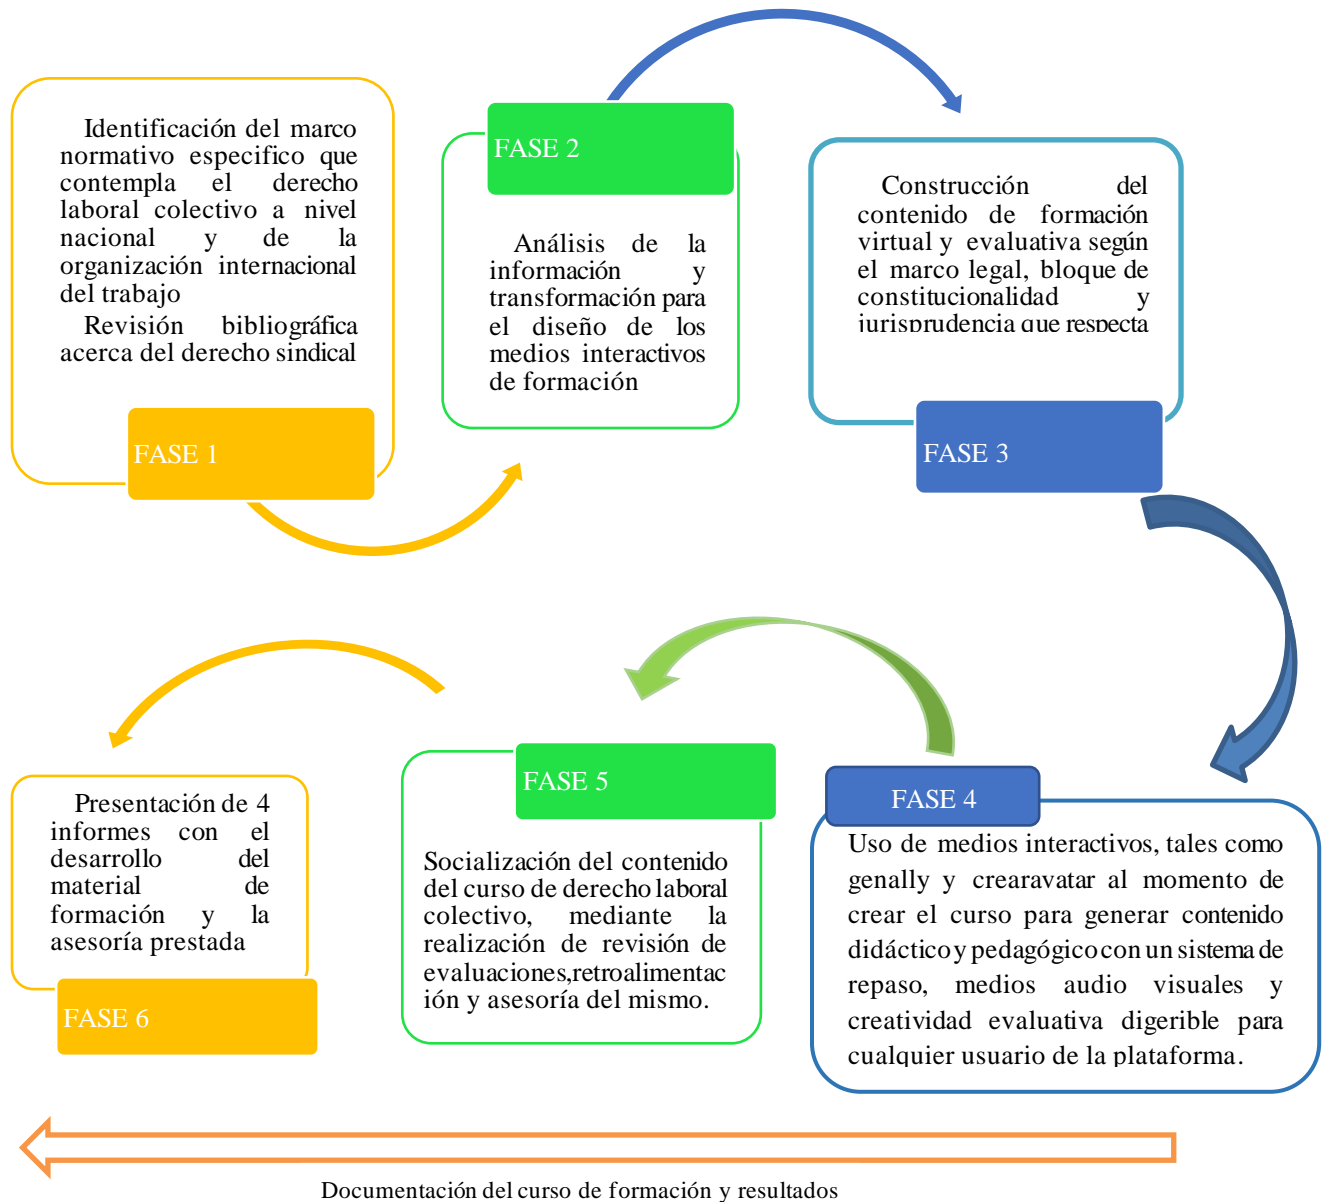 Identificación del marco
normativo especifico que
contempla el derecho
laboral colectivo a nivel
nacional y de la
organización internacional
del trabajo
Revisión bibliográfica
acerca del derecho sindical
FASE 1
FASE 2
Análisis de la
información y
transformación para
el diseño de los
medios interactivos
de formación
Construcción del
contenido de formación
virtual y evaluativa según
el marco legal, bloque de
constitucionalidad y
jurisprudencia que respecta
FASE 3
FASE 4
Uso de medios interactivos, tales como
genally y crearavatar al momento de
crear el curso para generar contenido
didáctico y pedagógico con un sistema de
repaso, medios audio visuales y
creatividad evaluativa digerible para
cualquier usuario de la plataforma.
FASE 5
Socialización del contenido
del curso de derecho laboral
colectivo, mediante la
realización de revisión de
evaluaciones,retroalimentac
ión y asesoría del mismo.
Presentación de 4
informes con el
desarrollo del
material de
formación y la
asesoría prestada
FASE 6
Documentación del curso de formación y resultados